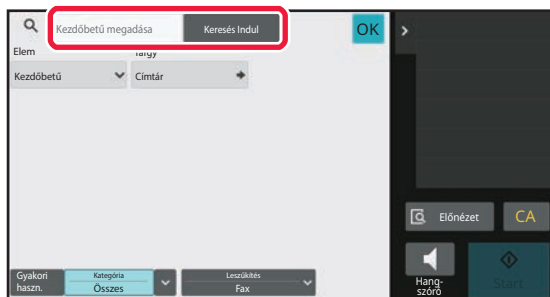 Kezdőbetű megadása Keresés Indul OK
Elem Tárgy
Kezdőbetű Címtár
Előnézet CA
Gyakori haszn.
Kategória
Összes
Leszűkítés
Fax
Hang-
szóró
Start